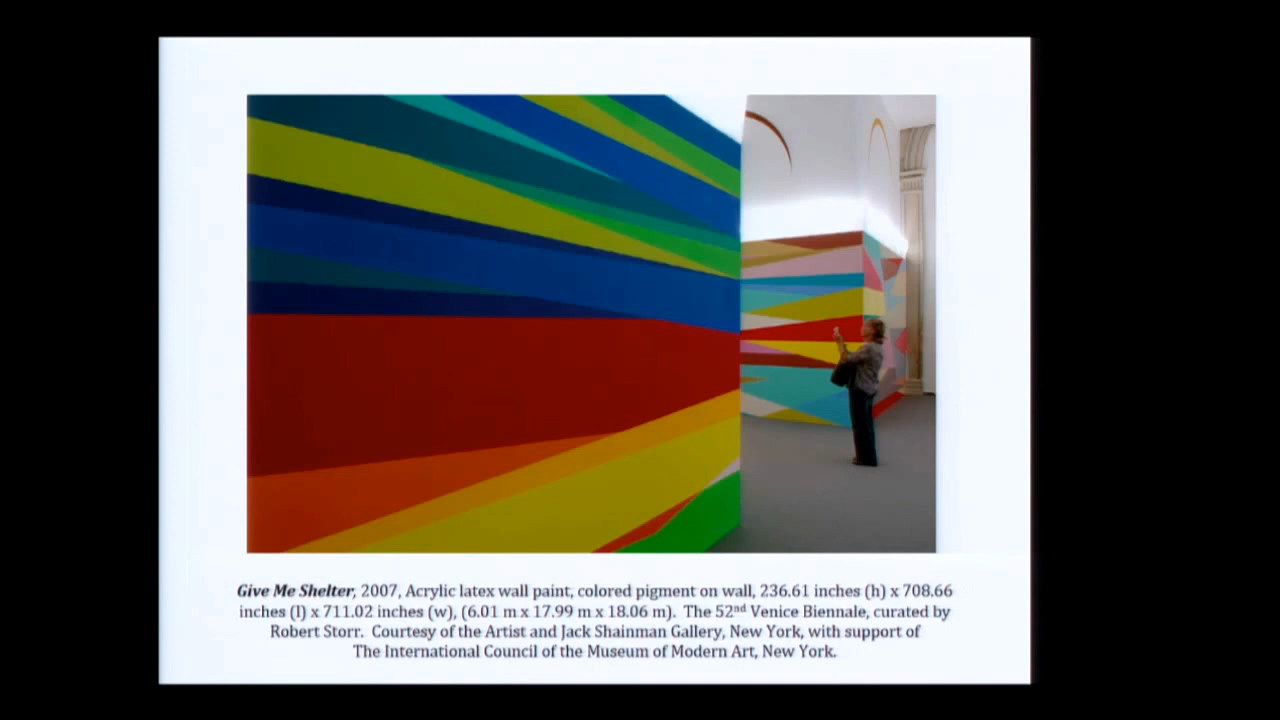 Give Me Shelter, 2007, Acrylic latex wall paint, colored pigment on wall, 236.61 inches (h) x 708.66
inches (l) x 711.02 inches (w), (6.01 m x 17.99 m x 18.06 m).  The 52nd Venice Biennale, curated by
Robert Storr.  Courtesy of the Artist and Jack Shainman Gallery, New York, with support of
The International Council of the Museum of Modern Art, New York.